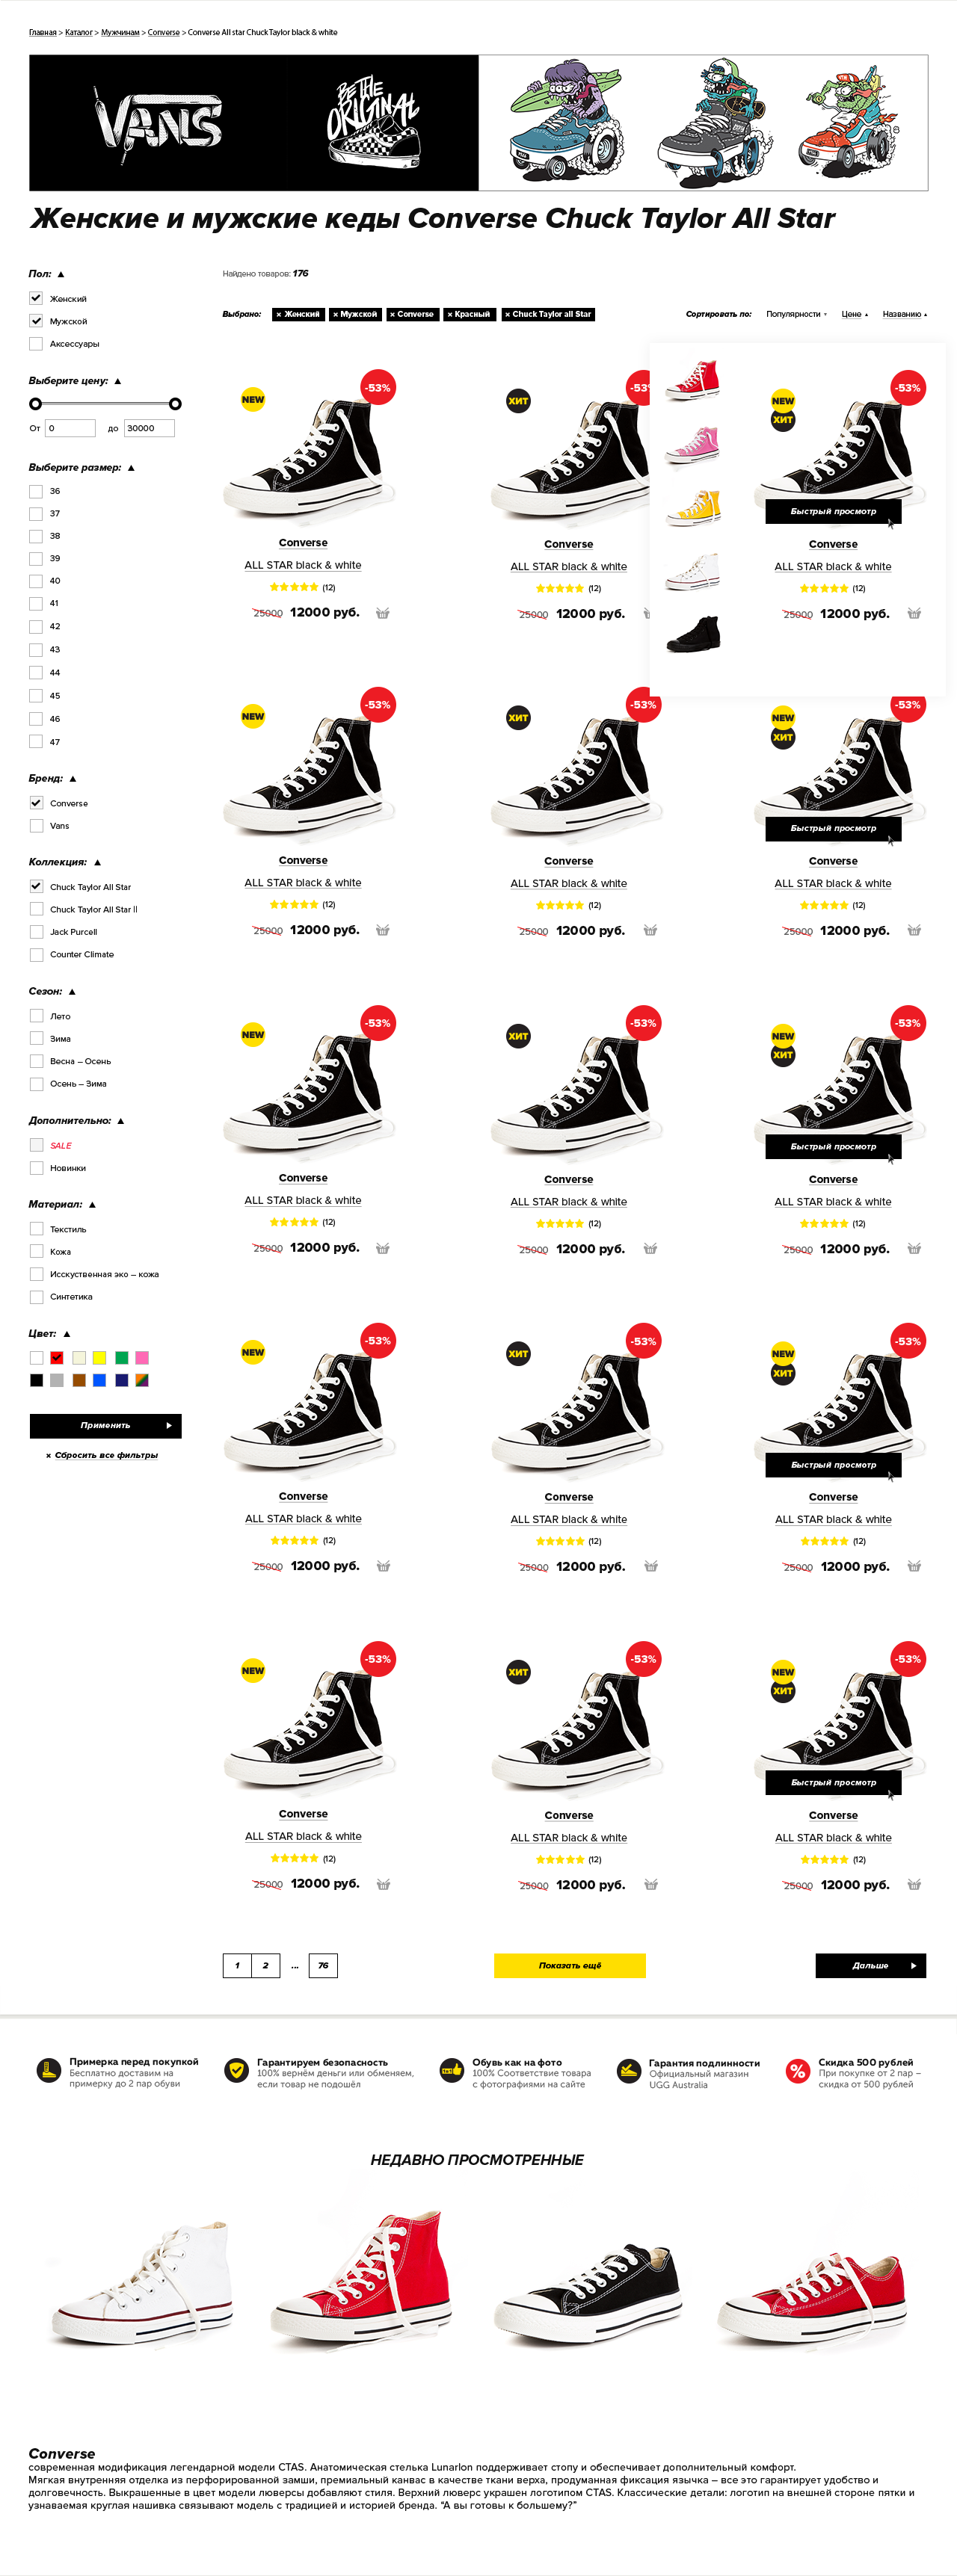 Главная > Каталог > Мужчинам > Converse > Converse All star Chuck Taylor black & white
VANS
BE THE
ORIGINAL
Женские и мужские кеды Converse Chuck Taylor All Star
Пол:
Женский
Мужской
Аксессуары
Выберите цену:
От 0 до 30000
Выберите размер:
36
37
38
39
40
41
42
43
44
45
46
47
Бренд:
Converse
Vans
Коллекция:
Chuck Taylor All Star
Chuck Taylor All Star II
Jack Purcell
Counter Climate
Сезон:
Лето
Зима
Весна – Осень
Осень – Зима
Дополнительно:
SALE
Новинки
Материал:
Текстиль
Кожа
Исскуственная эко – кожа
Синтетика
Цвет:
Применить
× Сбросить все фильтры
Найдено товаров: 176
Выбрано: × Женский × Мужской × Converse × Красный × Chuck Taylor all Star
Сортировать по: Популярности Цене Названию
NEW -53% ХИТ -53 NEW -53%
ХИТ
Быстрый просмотр
Converse Converse Converse
ALL STAR black & white ALL STAR black & white ALL STAR black & white
(12) (12) (12)
25000 12000 руб. 25000 12000 руб. 25000 12000 руб.
NEW -53% ХИТ -53% NEW -53%
ХИТ
Быстрый просмотр
Converse Converse Converse
ALL STAR black & white ALL STAR black & white ALL STAR black & white
(12) (12) (12)
25000 12000 руб. 25000 12000 руб. 25000 12000 руб.
NEW -53% ХИТ -53% NEW -53%
ХИТ
Быстрый просмотр
Converse Converse Converse
ALL STAR black & white ALL STAR black & white ALL STAR black & white
(12) (12) (12)
25000 12000 руб. 25000 12000 руб. 25000 12000 руб.
NEW -53% ХИТ -53% NEW -53%
ХИТ
Быстрый просмотр
Converse Converse Converse
ALL STAR black & white ALL STAR black & white ALL STAR black & white
(12) (12) (12)
25000 12000 руб. 25000 12000 руб. 25000 12000 руб.
NEW -53% ХИТ -53% NEW -53%
ХИТ
Быстрый просмотр
Converse Converse Converse
ALL STAR black & white ALL STAR black & white ALL STAR black & white
(12) (12) (12)
25000 12000 руб. 25000 12000 руб. 25000 12000 руб.
1 2 ... 76 Показать ещё Дальше
Примерка перед покупкой
Бесплатно доставим на
примерку до 2 пар обуви
Гарантируем безопасность
100% вернём деньги или обменяем,
если товар не подошёл
Обувь как на фото
100% Соответствие товара
с фотографиями на сайте
Гарантия подлинности
Официальный магазин
UGG Australia
Скидка 500 рублей
При покупке от 2 пар –
скидка от 500 рублей
НЕДАВНО ПРОСМОТРЕННЫЕ
Converse
современная модификация легендарной модели CTAS. Анатомическая стелька Lunarlon поддерживает стопу и обеспечивает дополнительный комфорт.
Мягкая внутренняя отделка из перфорированной замши, премиальный канвас в качестве ткани верха, продуманная фиксация язычка – все это гарантирует удобство и
долговечность. Выкрашенные в цвет модели люверсы добавляют стиля. Верхний люверс украшен логотипом CTAS. Классические детали: логотип на внешней стороне пятки и
узнаваемая круглая нашивка связывают модель с традицией и историей бренда. “А вы готовы к большему?”